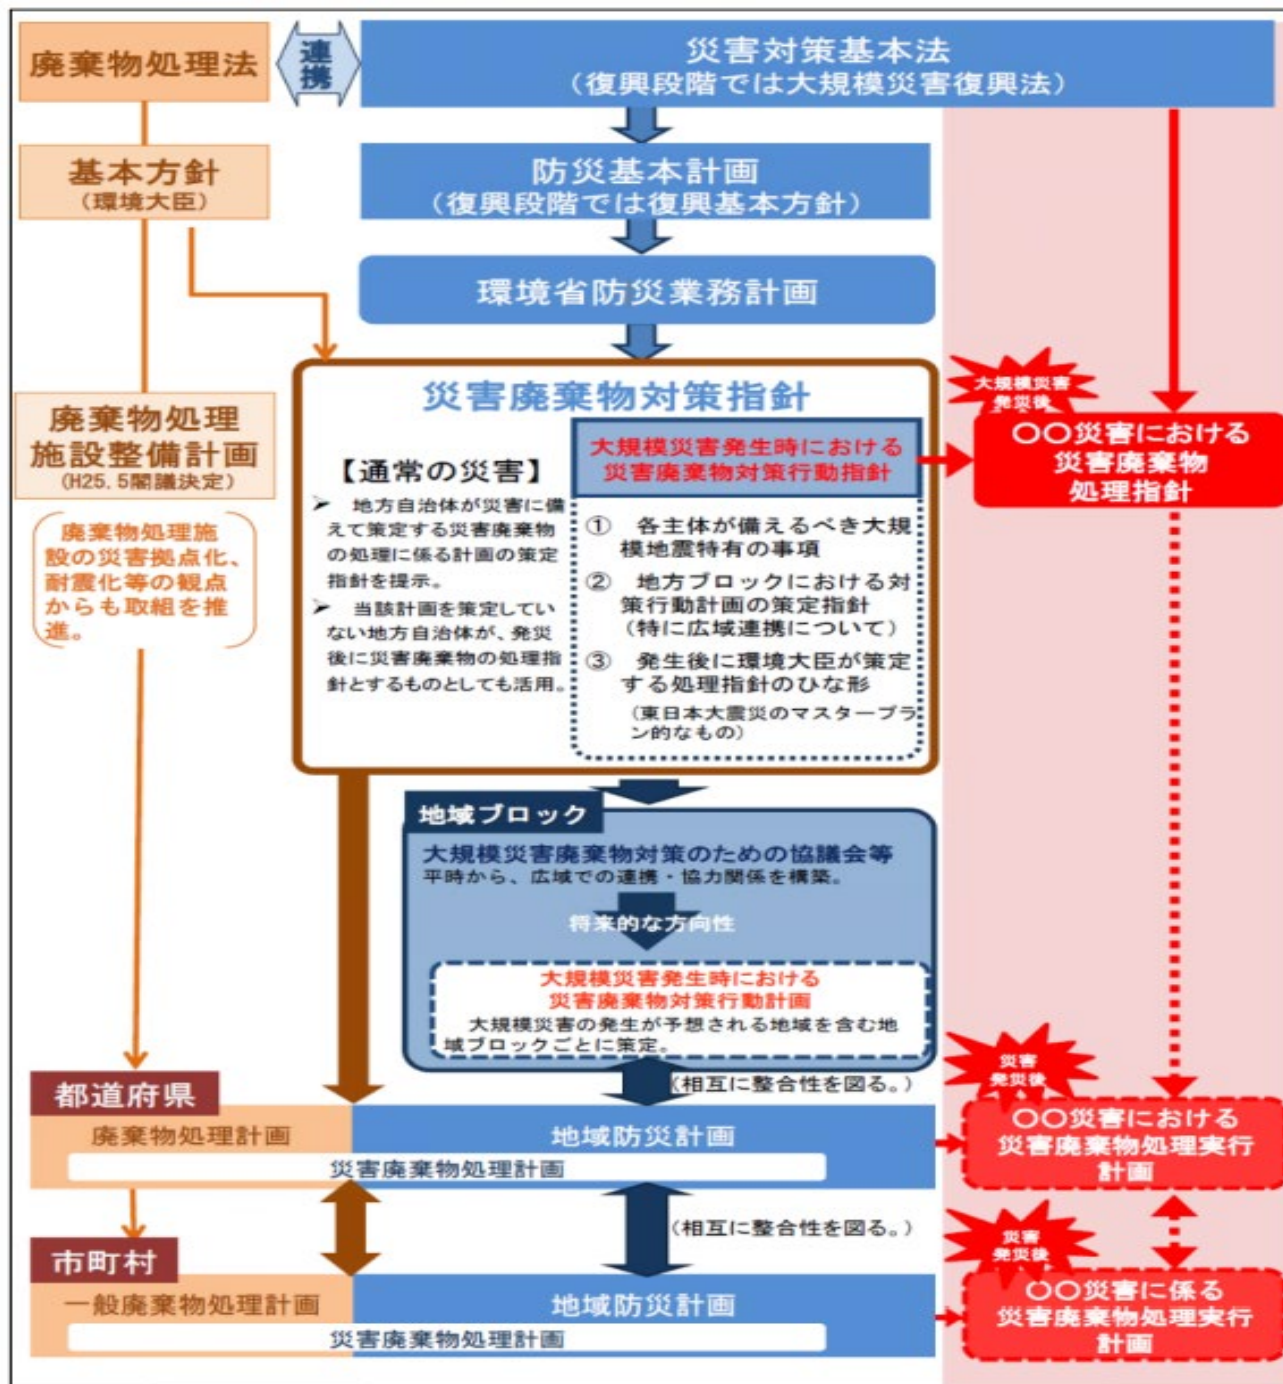 廃棄物処理法
連携
災害対策基本法
（復興段階では大規模災害復興法）
基本方針
（環境大臣）
防災基本計画
（復興段階では復興基本方針）
環境省防災業務計画
廃棄物処理
施設整備計画
（H25.5閣議決定）
廃棄物処理施
設の災害拠点化、
耐震化等の観点
からも取組を推
進。
災害廃棄物対策指針
【通常の災害】
➢ 地方自治体が災害に備
えて策定する災害廃棄物
の処理に係る計画の策定
指針を提示。
➢ 当該計画を策定してい
ない地方自治体が、発災
後に災害廃棄物の処理指
針とするものとしても活用。
大規模災害発生時における
災害廃棄物対策行動指針
① 各主体が備えるべき大規
模地震特有の事項
② 地方ブロックにおける対
策行動計画の策定指針
（特に広域連携について）
③ 発生後に環境大臣が策定
する処理指針のひな形
（東日本大震災のマスタープラ
ン的なもの）
大規模災害
発災後
〇〇災害における
災害廃棄物
処理指針
地域ブロック
大規模災害廃棄物対策のための協議会等
平時から、広域での連携・協力関係を構築。
将来的な方向性
大規模災害発生時における
災害廃棄物対策行動計画
大規模災害の発生が予想される地域を含む地
域ブロックごとに策定。
（相互に整合性を図る。）
都道府県
廃棄物処理計画
地域防災計画
災害廃棄物処理計画
災害
発災後
〇〇災害における
災害廃棄物処理実行
計画
（相互に整合性を図る。）
市町村
一般廃棄物処理計画
地域防災計画
災害廃棄物処理計画
災害
発災後
〇〇災害に係る
災害廃棄物処理実行
計画